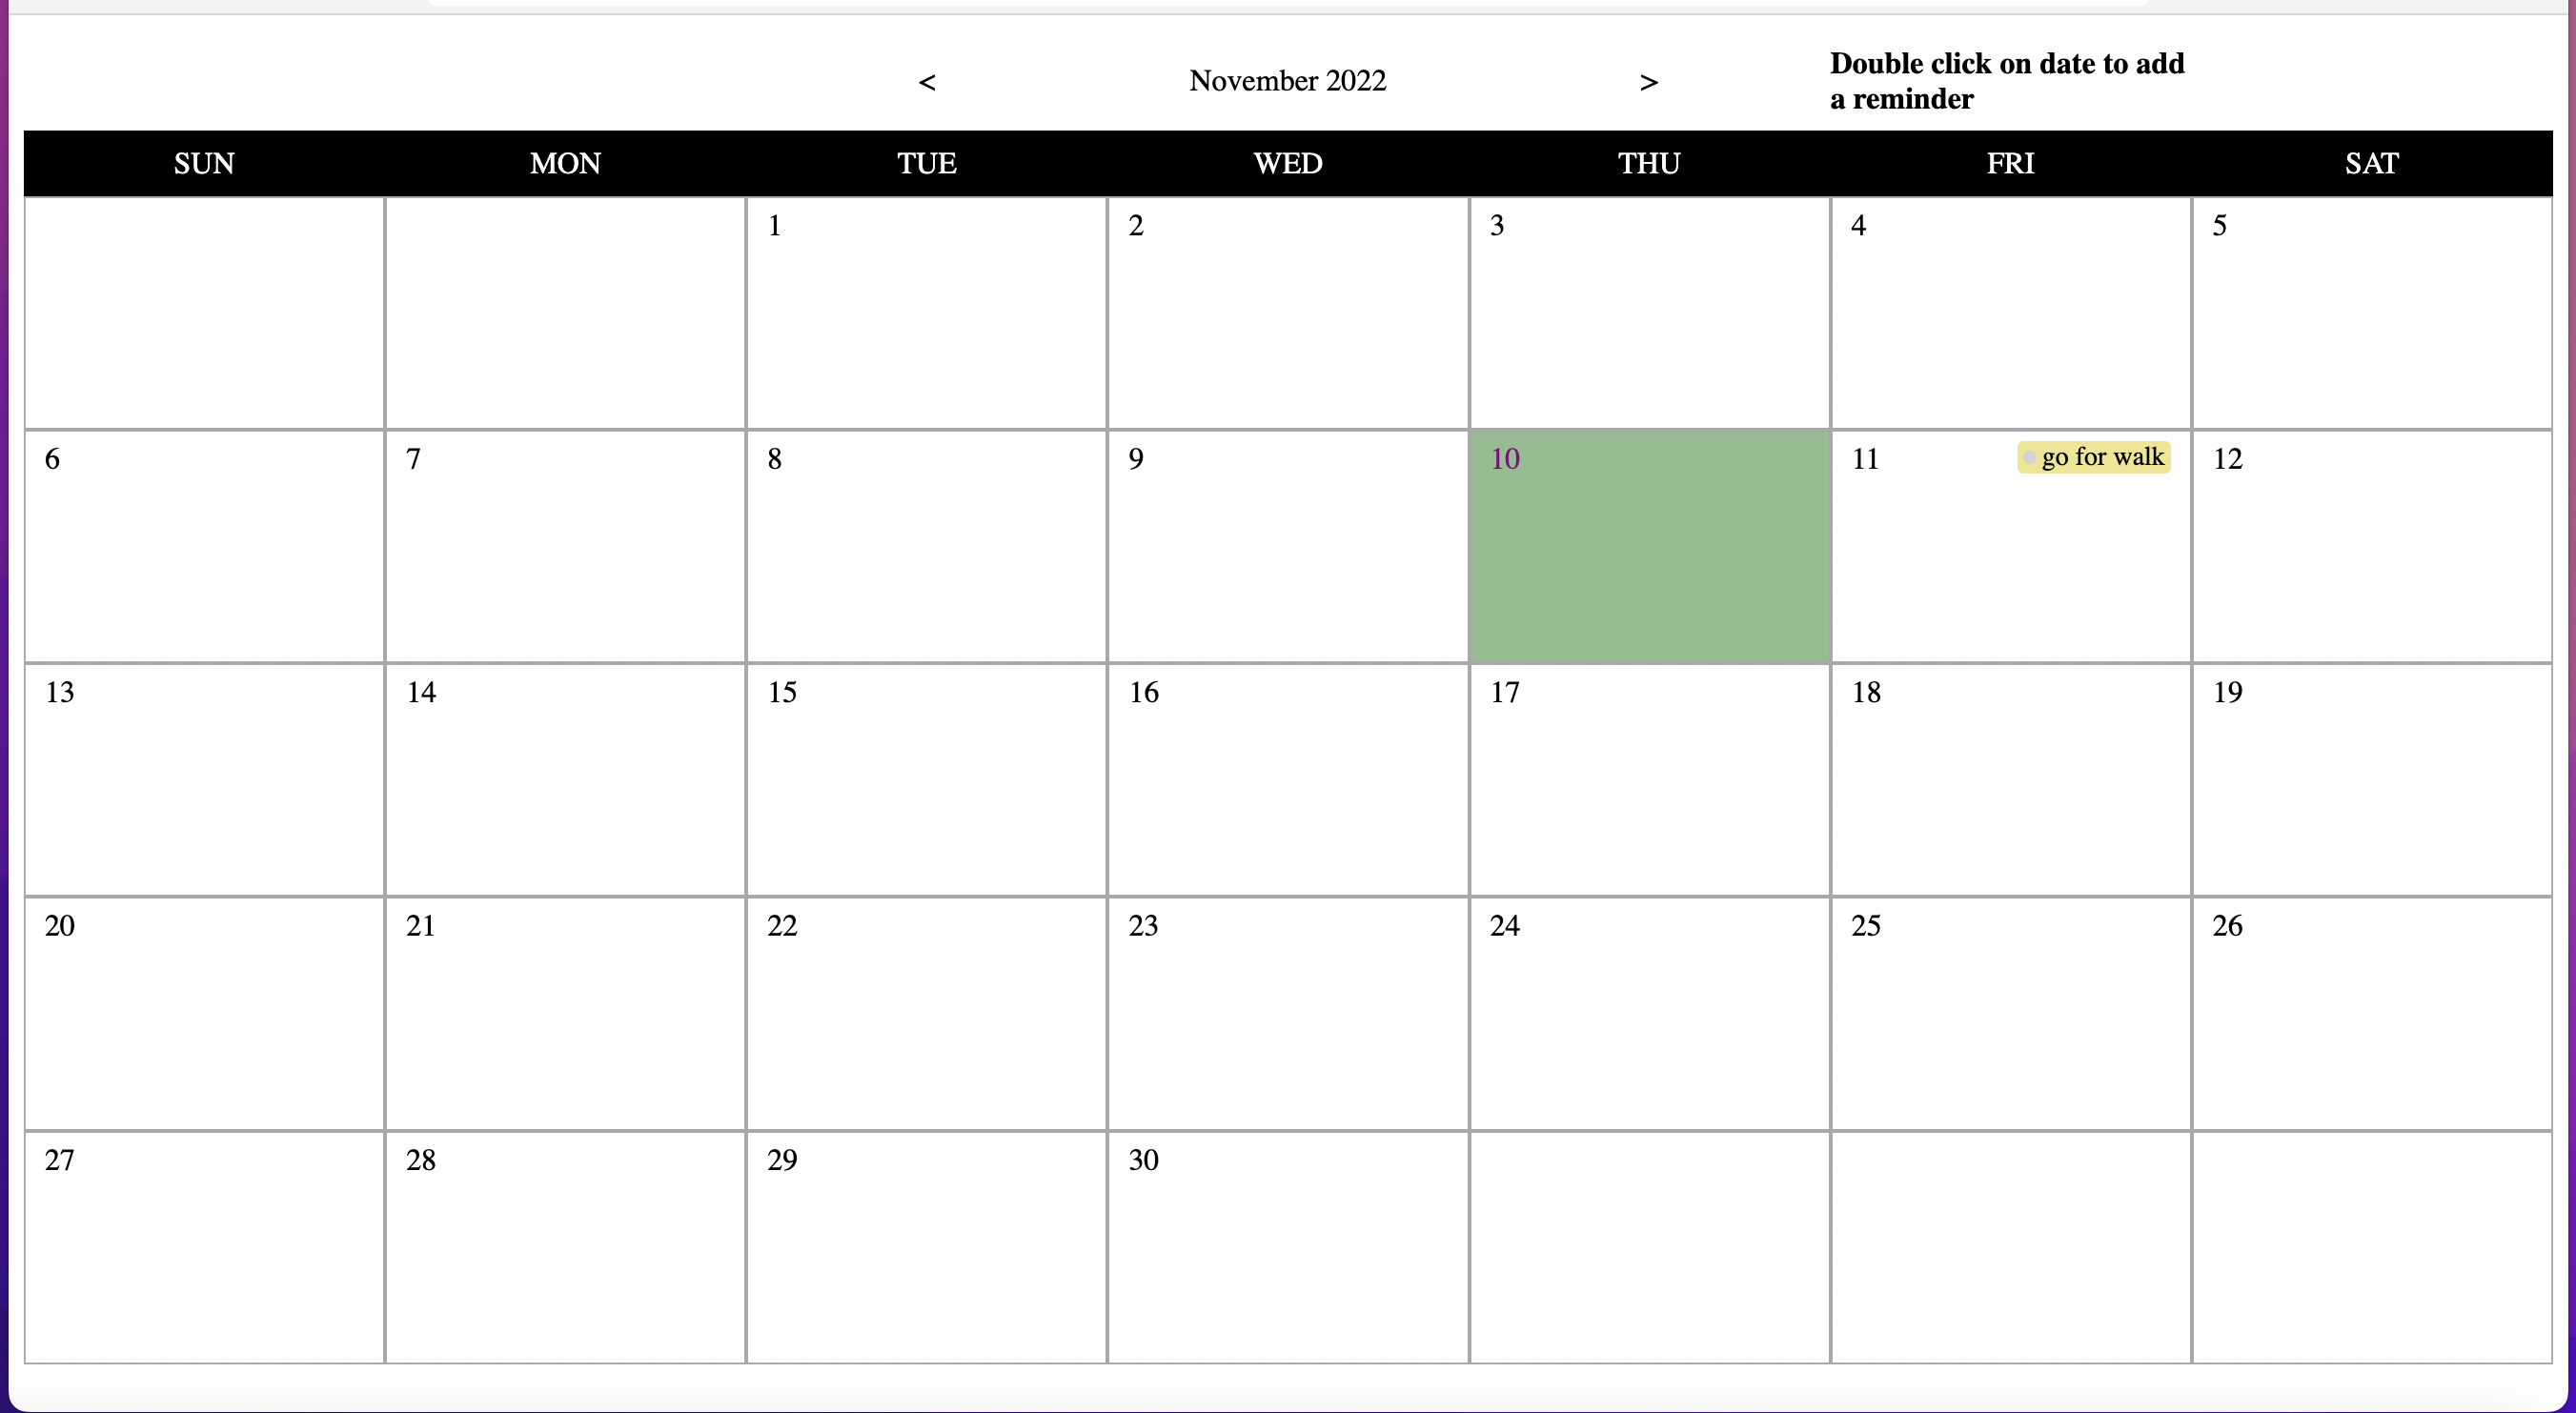 < November 2022 > Double click on date to add
a reminder
SUN MON TUE WED THU FRI SAT
1 2 3 4 5
6 7 8 9 10 11 go for walk 12
13 14 15 16 17 18 19
20 21 22 23 24 25 26
27 28 29 30